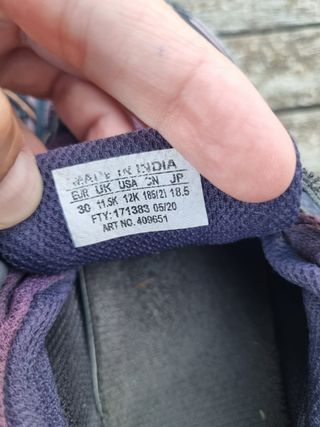 MADE IN INDIA
EUR UK USA CN JP
30 11.5K 12K 185(2) 18.5
FTY: 171383 05/20
ART NO. 409651